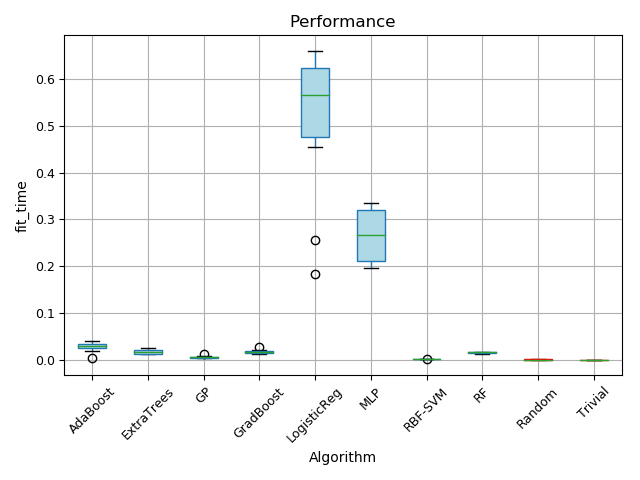 Performance
fit_time
0.6
0.5
0.4
0.3
0.2
0.1
0.0
AdaBoost
ExtraTrees
GP
GradBoost
LogisticReg
MLP
RBF-SVM
RF
Random
Trivial
Algorithm